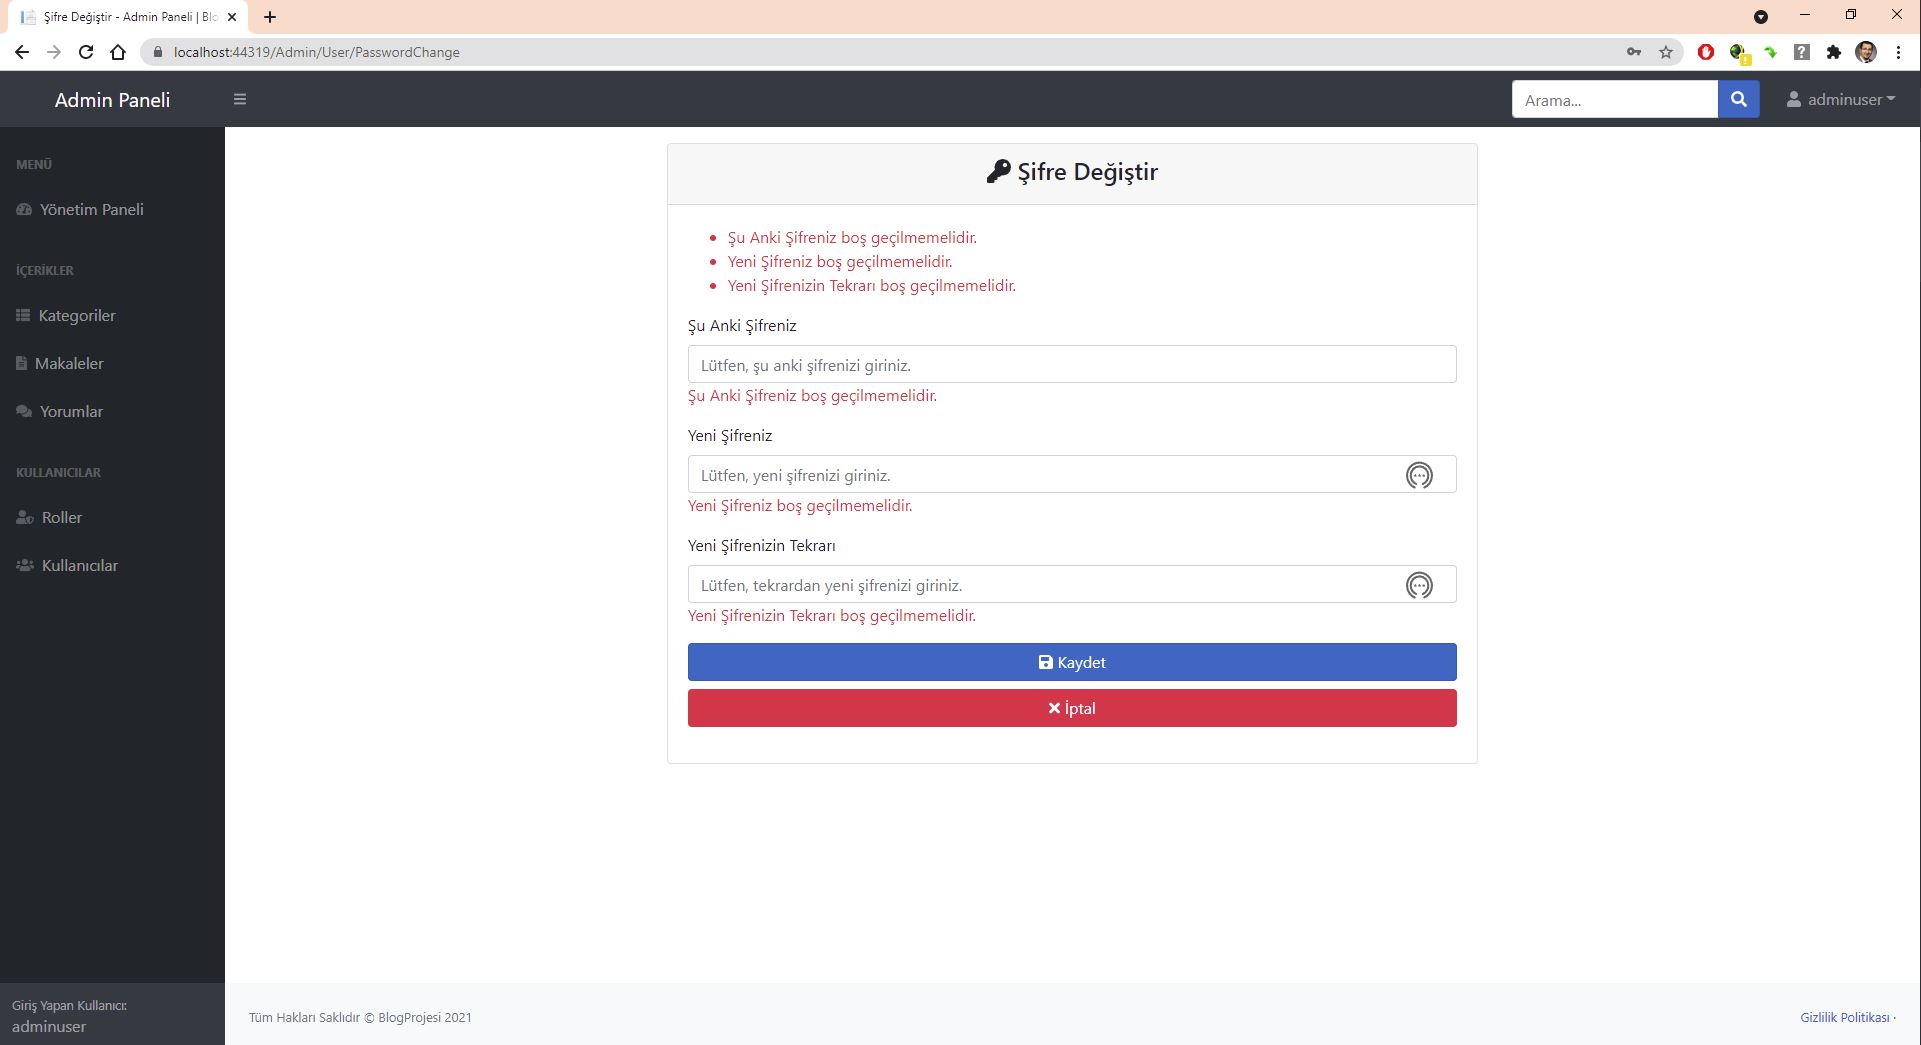 Şifre Değiştir - Admin Paneli | Blo
localhost:44319/Admin/User/PasswordChange
Admin Paneli
Arama...
adminuser
MENÜ
Yönetim Paneli
İÇERİKLER
Kategoriler
Makaleler
Yorumlar
KULLANICILAR
Roller
Kullanıcılar
Giriş Yapan Kullanıcı:
adminuser
Şifre Değiştir
Şu Anki Şifreniz boş geçilmemelidir.
Yeni Şifreniz boş geçilmemelidir.
Yeni Şifrenizin Tekrarı boş geçilmemelidir.
Şu Anki Şifreniz
Lütfen, şu anki şifrenizi giriniz.
Şu Anki Şifreniz boş geçilmemelidir.
Yeni Şifreniz
Lütfen, yeni şifrenizi giriniz.
Yeni Şifreniz boş geçilmemelidir.
Yeni Şifrenizin Tekrarı
Lütfen, tekrardan yeni şifrenizi giriniz.
Yeni Şifrenizin Tekrarı boş geçilmemelidir.
Kaydet
İptal
Tüm Hakları Saklıdır © BlogProjesi 2021
Gizlilik Politikası ·